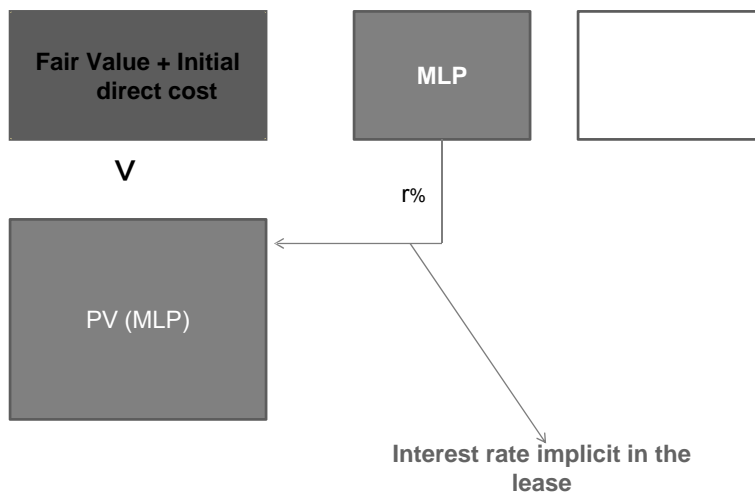 Fair Value + Initial
direct cost
MLP
V
r%
PV (MLP)
Interest rate implicit in the
lease